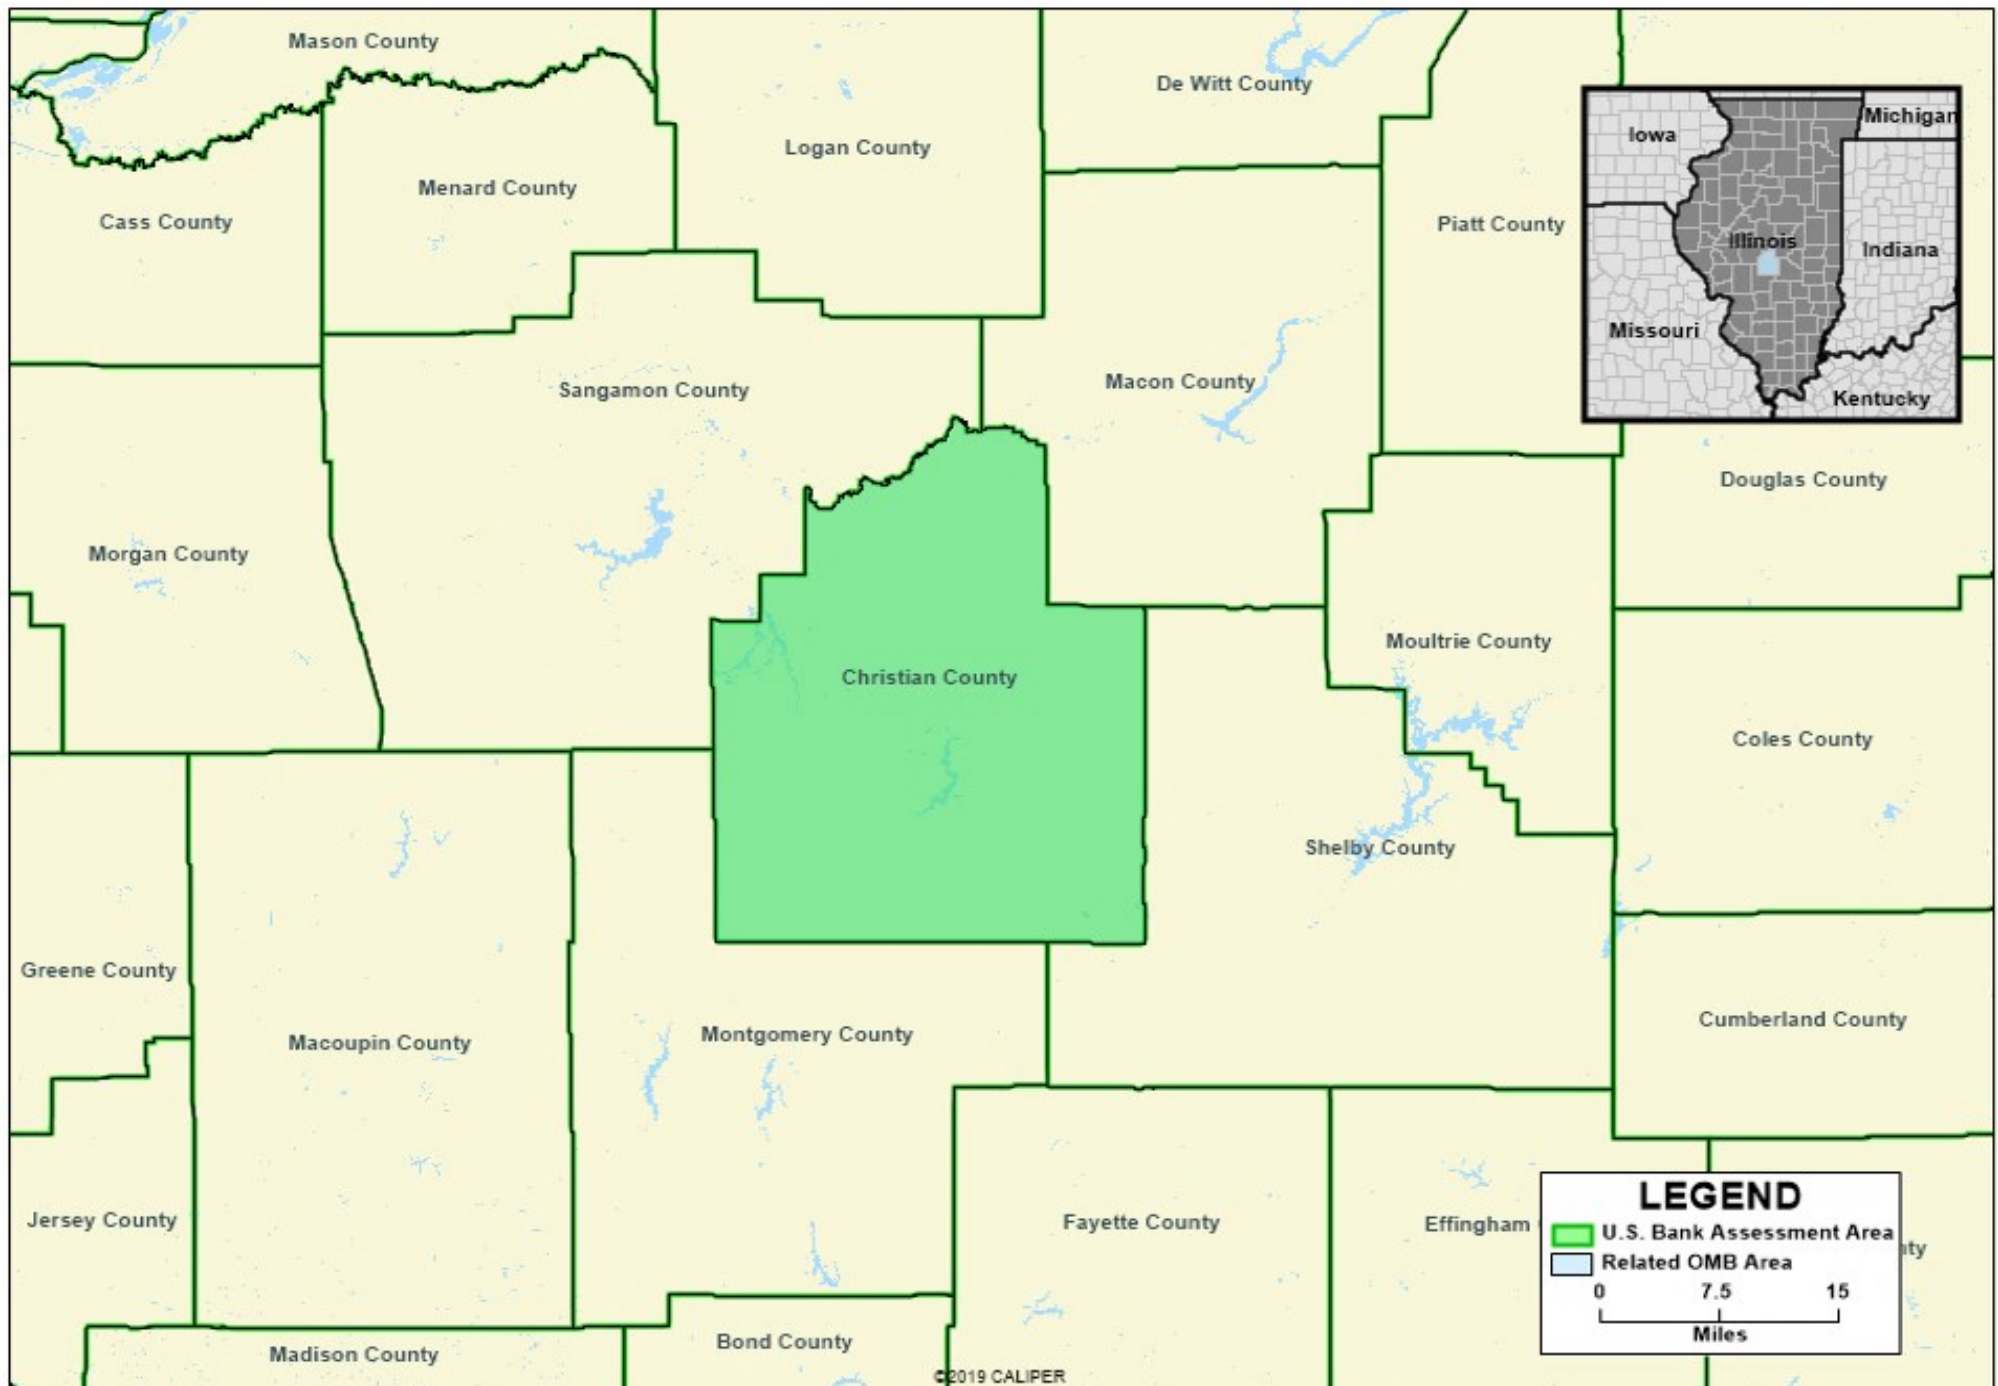 Mason County
De Witt County
Logan County
Menard County
Cass County
Piatt County
Iowa
Michigan
Illinois
Indiana
Missouri
Kentucky
Sangamon County
Macon County
Douglas County
Morgan County
Moultrie County
Christian County
Coles County
Shelby County
Greene County
Cumberland County
Macoupin County
Montgomery County
Jersey County
Fayette County
Effingham
nty
Bond County
Madison County
LEGEND
U.S. Bank Assessment Area
Related OMB Area
0 7.5 15
Miles
©2019 CALIPER